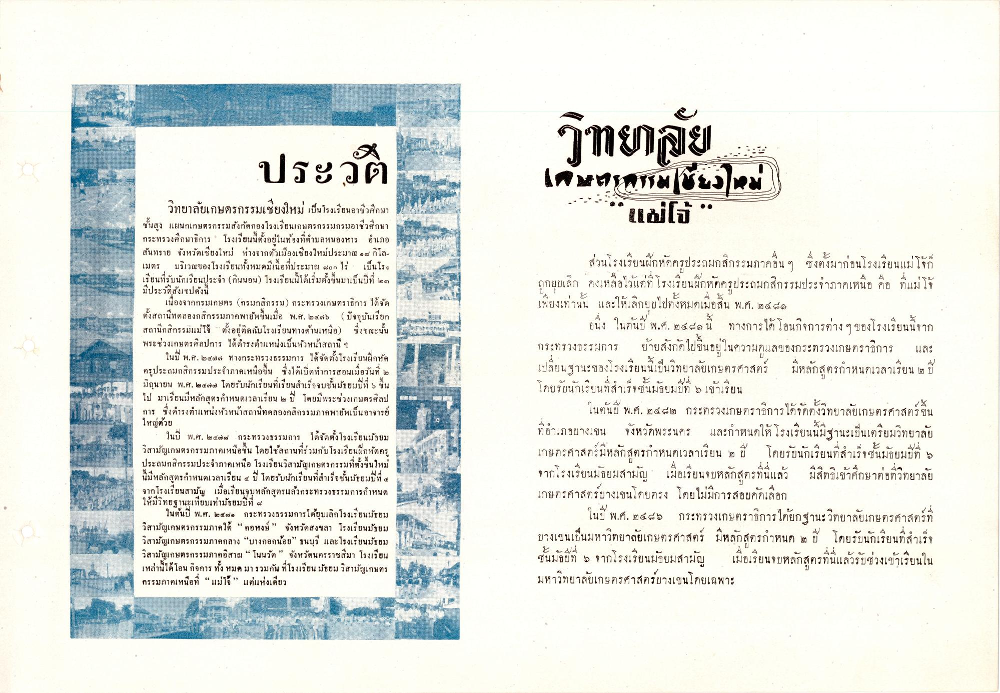 ประวัติ
วิทยาลัยเกษตรกรรมเชียงใหม่ เป็นโรงเรียนอาชีวศึกษา
ชั้นสูง แผนกเกษตรกรรมสังกัดกองโรงเรียนเกษตรกรรมกรมอาชีวศึกษา
กระทรวงศึกษาธิการ โรงเรียนนี้ตั้งอยู่ในท้องที่ตำบลหนองหาร อำเภอ
สันทราย จังหวัดเชียงใหม่ ห่างจากตัวเมืองเชียงใหม่ประมาณ ๑๘ กิโล-
เมตร บริเวณของโรงเรียนทั้งหมดมีเนื้อที่ประมาณ ๘๐๓ ไร่ เป็นโรง
เรียนที่รับนักเรียนประจำ (กินนอน) โรงเรียนนี้ได้เริ่มตั้งขึ้นมาเป็นปีที่ ๒๓
มีประวัติสังเขปดังนี้
เนื่องจากกรมเกษตร (กรมกสิกรรม) กระทรวงเกษตราธิการ ได้จัด
ตั้งสถานีทดลองกสิกรรมภาคพายัพขึ้นเมื่อ พ.ศ. ๒๔๗๖ (ปัจจุบันเรียก
สถานีกสิกรรมแม่โจ้ ตั้งอยู่ติดกับโรงเรียนทางด้านเหนือ) ซึ่งขณะนั้น
พระช่วงเกษตรศิลปการ ได้ดำรงตำแหน่งเป็นหัวหน้าสถานี ฯ
ในปี พ.ศ. ๒๔๗๗ ทางกระทรวงธรรมการ ได้จัดตั้งโรงเรียนฝึกหัด
ครูประถมกสิกรรมประจำภาคเหนือขึ้น ซึ่งได้เปิดทำการสอนเมื่อวันที่ ๒
มิถุนายน พ.ศ. ๒๔๗๗ โดยรับนักเรียนที่เรียนสำเร็จจบชั้นมัธยมปีที่ ๖ ขึ้น
ไป มาเรียนมีหลักสูตรกำหนดเวลาเรียน ๒ ปี โดยมีพระช่วงเกษตรศิลป
การ ซึ่งดำรงตำแหน่งหัวหน้าสถานีทดลองกสิกรรมภาคพายัพเป็นอาจารย์
ใหญ่ด้วย
ในปี พ.ศ. ๒๔๗๘ กระทรวงธรรมการ ได้จัดตั้งโรงเรียนมัธยม
วิสามัญเกษตรกรรมภาคเหนือขึ้น โดยใช้สถานที่ร่วมกับโรงเรียนฝึกหัดครู
ประถมกสิกรรมประจำภาคเหนือ โรงเรียนวิสามัญเกษตรกรรมที่ตั้งขึ้นใหม่
นี้มีหลักสูตรกำหนดเวลาเรียน ๔ ปี โดยรับนักเรียนที่สำเร็จชั้นมัธยมปีที่ ๔
จากโรงเรียนสามัญ เมื่อเรียนจบหลักสูตรแล้วกระทรวงธรรมการกำหนด
ให้มีวิทยฐานะเทียบเท่ามัธยมปีที่ ๘
ในต้นปี พ.ศ. ๒๔๘๑ กระทรวงธรรมการได้ยุบเลิกโรงเรียนมัธยม
วิสามัญเกษตรกรรมภาคใต้ “คอหงษ์” จังหวัดสงขลา โรงเรียนมัธยม
วิสามัญเกษตรกรรมภาคกลาง “บางกอกน้อย” ธนบุรี และโรงเรียนมัธยม
วิสามัญเกษตรกรรมภาคอิสาณ “โนนวัด” จังหวัดนครราชสีมา โรงเรียน
เหล่านี้ได้โอน กิจการ ทั้ง หมด มา รวมกัน ที่โรงเรียน มัธยม วิสามัญเกษตร
กรรมภาคเหนือที่ “แม่โจ้” แต่แห่งเดียว
วิทยาลัย
เกษตรกรรมเชียงใหม่
"แม่โจ้"
ส่วนโรงเรียนฝึกหัดครูประถมกสิกรรมภาคอื่น ๆ ซึ่งตั้งมาก่อนโรงเรียนแม่โจ้ก็
ถูกยุบเลิก คงเหลือไว้แต่ที่โรงเรียนฝึกหัดครูประถมกสิกรรมประจำภาคเหนือ คือ ที่แม่โจ้
เพียงเท่านั้น และให้เลิกยุบไปทั้งหมดเมื่อสิ้น พ.ศ. ๒๔๘๑
อนึ่ง ในต้นปี พ.ศ. ๒๔๘๑ นี้ ทางการได้โอนกิจการต่าง ๆ ของโรงเรียนนี้จาก
กระทรวงธรรมการ ย้ายสังกัดไปขึ้นอยู่ในความดูแลของกระทรวงเกษตราธิการ และ
เปลี่ยนฐานะของโรงเรียนนี้เป็นวิทยาลัยเกษตรศาสตร์ มีหลักสูตรกำหนดเวลาเรียน ๒ ปี
โดยรับนักเรียนที่สำเร็จชั้นมัธยมปีที่ ๖ เข้าเรียน
ในต้นปี พ.ศ. ๒๔๘๒ กระทรวงเกษตราธิการได้จัดตั้งวิทยาลัยเกษตรศาสตร์ขึ้น
ที่อำเภอบางเขน จังหวัดพระนคร และกำหนดให้โรงเรียนนี้มีฐานะเป็นเตรียมวิทยาลัย
เกษตรศาสตร์มีหลักสูตรกำหนดเวลาเรียน ๒ ปี โดยรับนักเรียนที่สำเร็จชั้นมัธยมปีที่ ๖
จากโรงเรียนมัธยมสามัญ เมื่อเรียนจบหลักสูตรที่นี่แล้ว มีสิทธิเข้าศึกษาต่อที่วิทยาลัย
เกษตรศาสตร์บางเขนโดยตรง โดยไม่มีการสอบคัดเลือก
ในปี พ.ศ. ๒๔๘๖ กระทรวงเกษตราธิการได้ยกฐานะวิทยาลัยเกษตรศาสตร์ที่
บางเขนเป็นมหาวิทยาลัยเกษตรศาสตร์ มีหลักสูตรกำหนด ๒ ปี โดยรับนักเรียนที่สำเร็จ
ชั้นมัธปีที่ ๖ จากโรงเรียนมัธยมสามัญ เมื่อเรียนจบหลักสูตรที่นี่แล้วรับช่วงเข้าเรียนใน
มหาวิทยาลัยเกษตรศาสตร์บางเขนโดยเฉพาะ